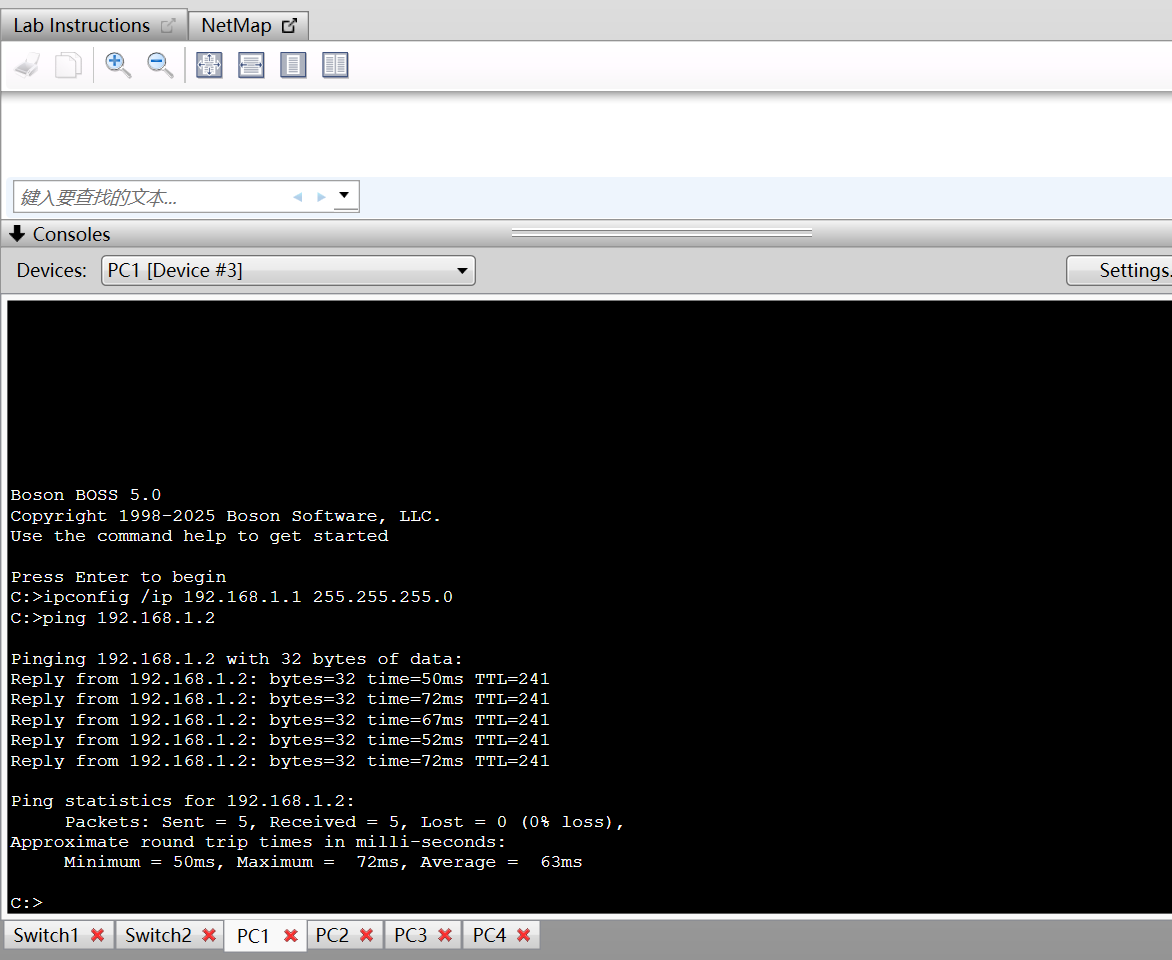 Lab Instructions NetMap
键入要查找的文本...
Consoles
Devices: PC1 [Device #3] Settings.
Boson BOSS 5.0
Copyright 1998-2025 Boson Software, LLC.
Use the command help to get started
Press Enter to begin
C:>ipconfig /ip 192.168.1.1 255.255.255.0
C:>ping 192.168.1.2
Pinging 192.168.1.2 with 32 bytes of data:
Reply from 192.168.1.2: bytes=32 time=50ms TTL=241
Reply from 192.168.1.2: bytes=32 time=72ms TTL=241
Reply from 192.168.1.2: bytes=32 time=67ms TTL=241
Reply from 192.168.1.2: bytes=32 time=52ms TTL=241
Reply from 192.168.1.2: bytes=32 time=72ms TTL=241
Ping statistics for 192.168.1.2:
     Packets: Sent = 5, Received = 5, Lost = 0 (0% loss),
Approximate round trip times in milli-seconds:
     Minimum = 50ms, Maximum =  72ms, Average =  63ms
C:>
Switch1 Switch2 PC1 PC2 PC3 PC4